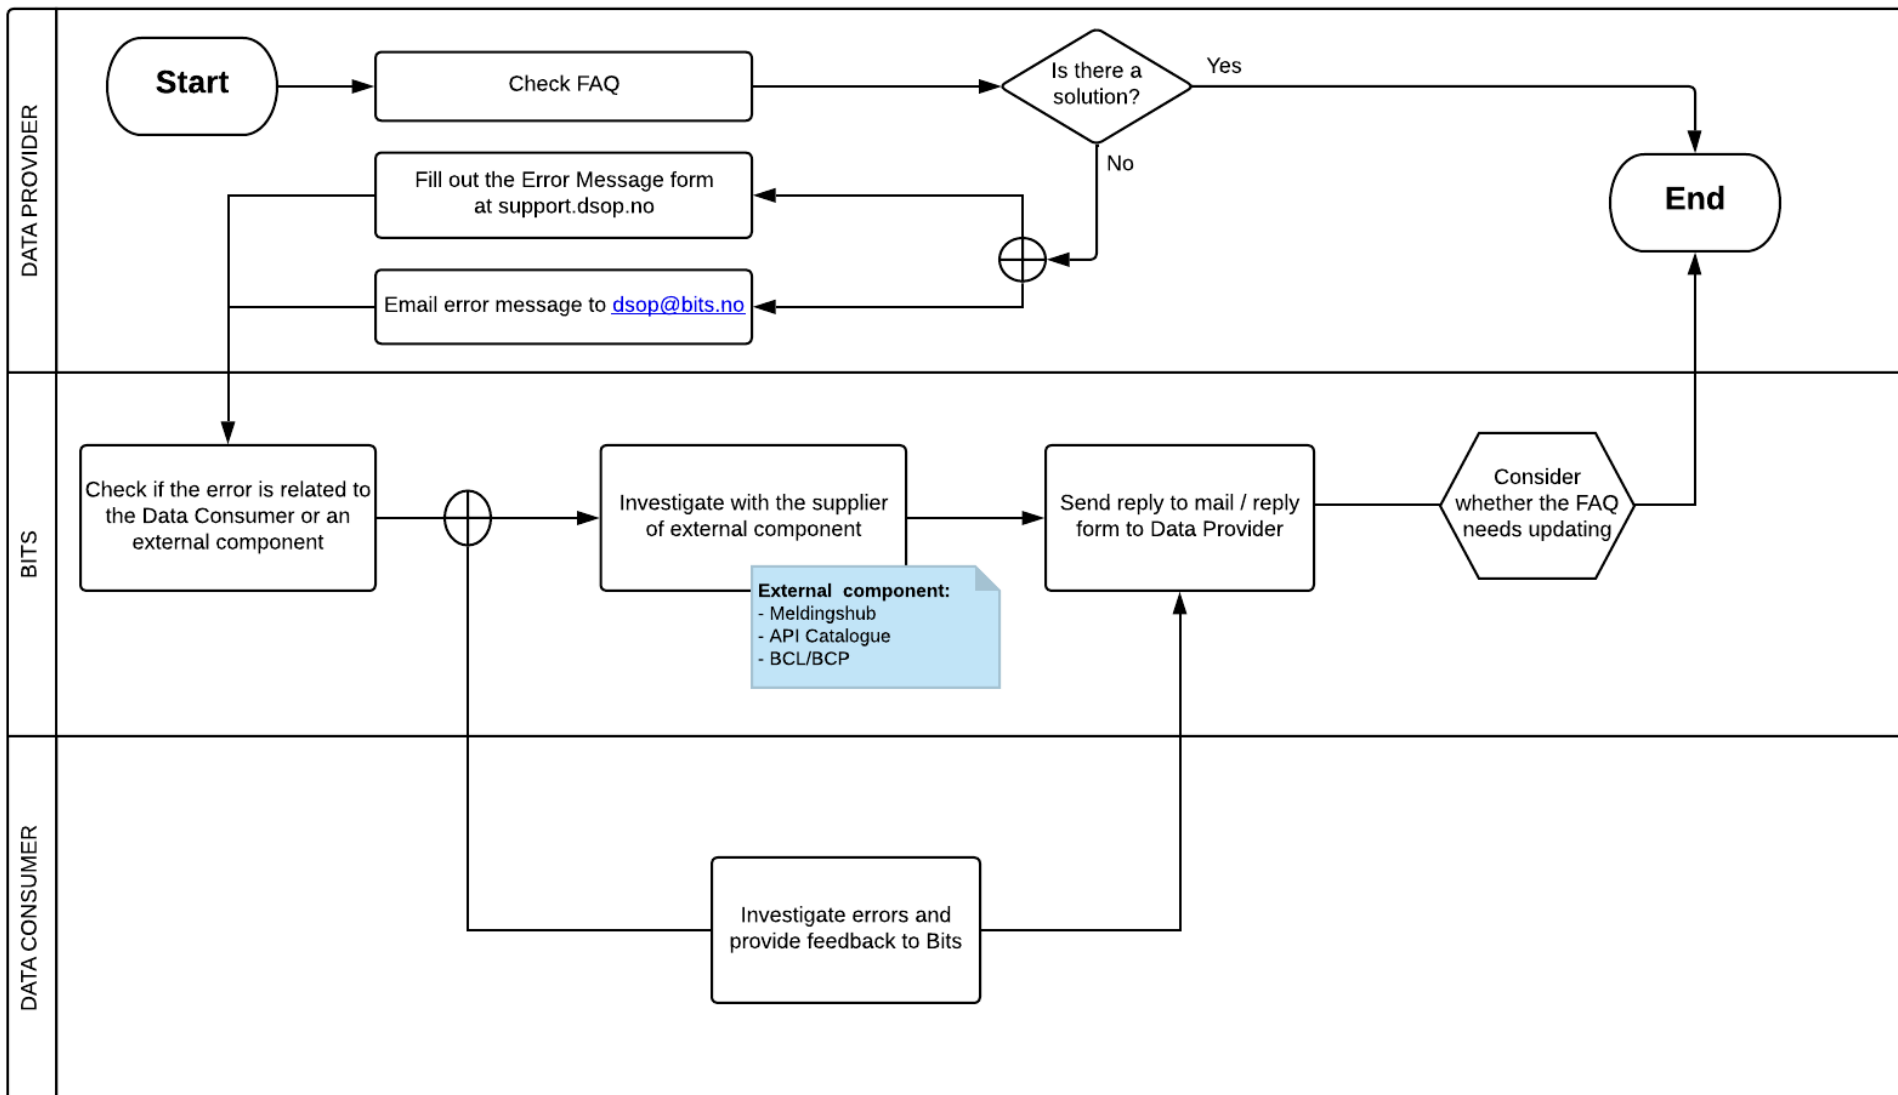 DATA PROVIDER
Start
Check FAQ
Is there a
solution?
Yes
No
Fill out the Error Message form
at support.dsop.no
Email error message to dsop@bits.no
End
BITS
Check if the error is related to
the Data Consumer or an
external component
Investigate with the supplier
of external component
External component:
- Meldingshub
- API Catalogue
- BCL/BCP
Send reply to mail / reply
form to Data Provider
Consider
whether the FAQ
needs updating
DATA CONSUMER
Investigate errors and
provide feedback to Bits